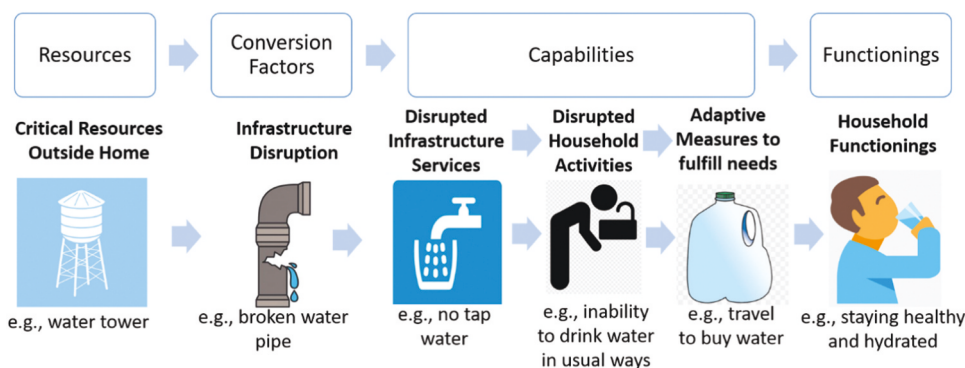 Resources
Conversion
Factors
Capabilities
Functionings
Critical Resources
Outside Home
Infrastructure
Disruption
Disrupted
Infrastructure
Services
Disrupted
Household
Activities
Adaptive
Measures to
fulfill needs
Household
Functionings
e.g., water tower
e.g., broken water
pipe
e.g., no tap
water
e.g., inability
to drink water
in usual ways
e.g., travel
to buy water
e.g., staying healthy
and hydrated